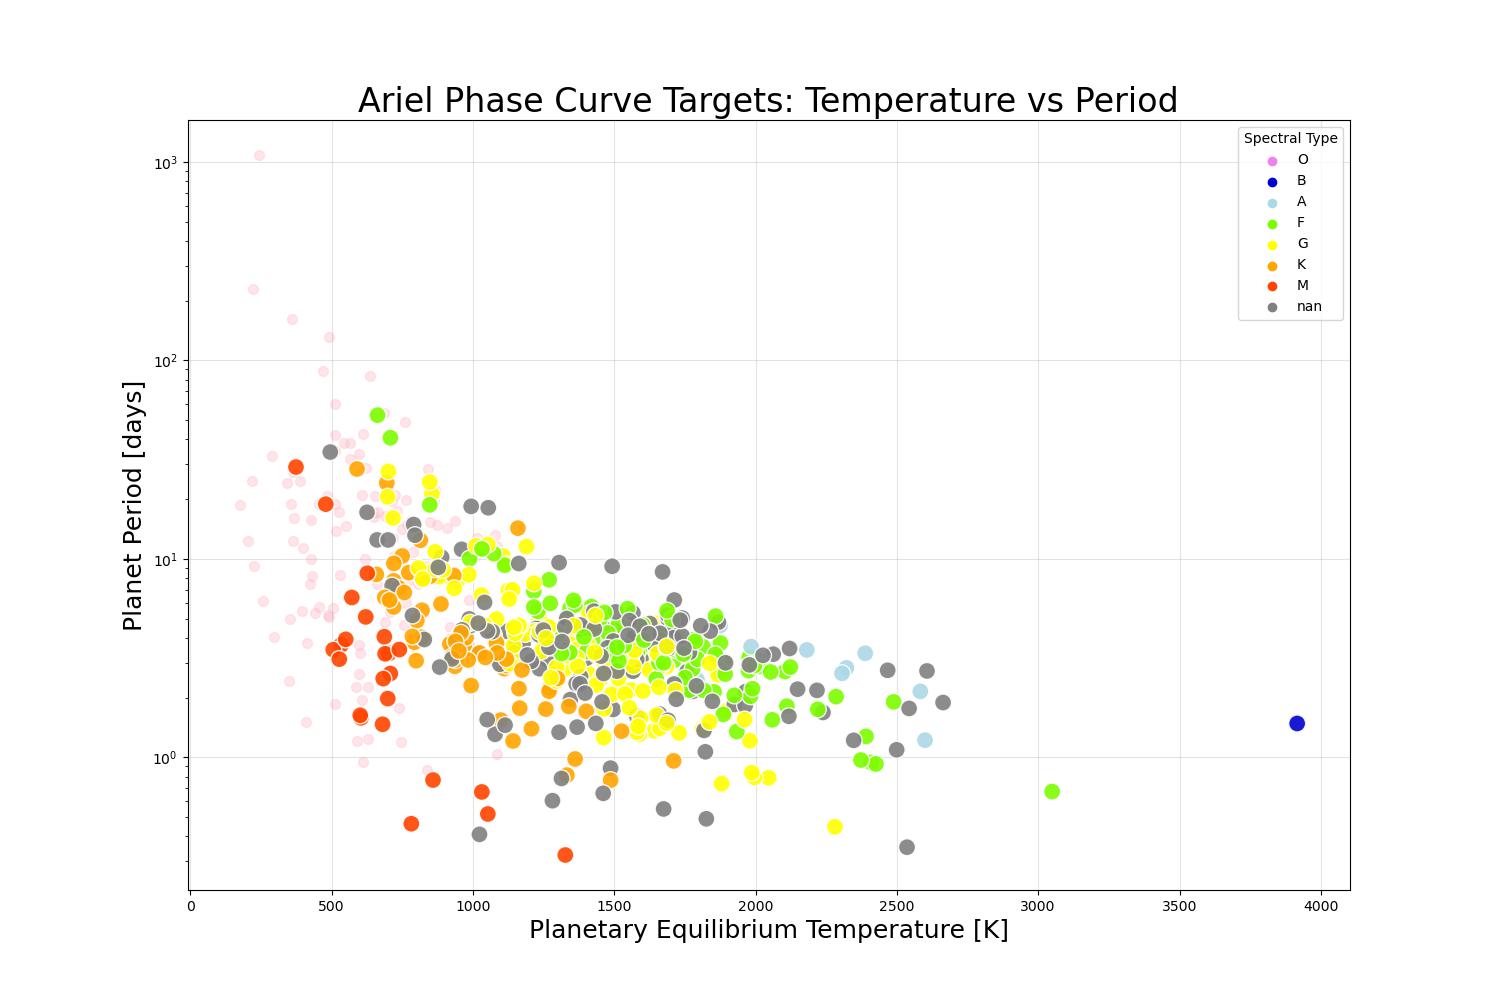 Ariel Phase Curve Targets: Temperature vs Period
Spectral Type
O
B
A
F
G
K
M
nan
Planet Period [days]
10³
10²
10¹
10⁰
0 500 1000 1500 2000 2500 3000 3500 4000
Planetary Equilibrium Temperature [K]